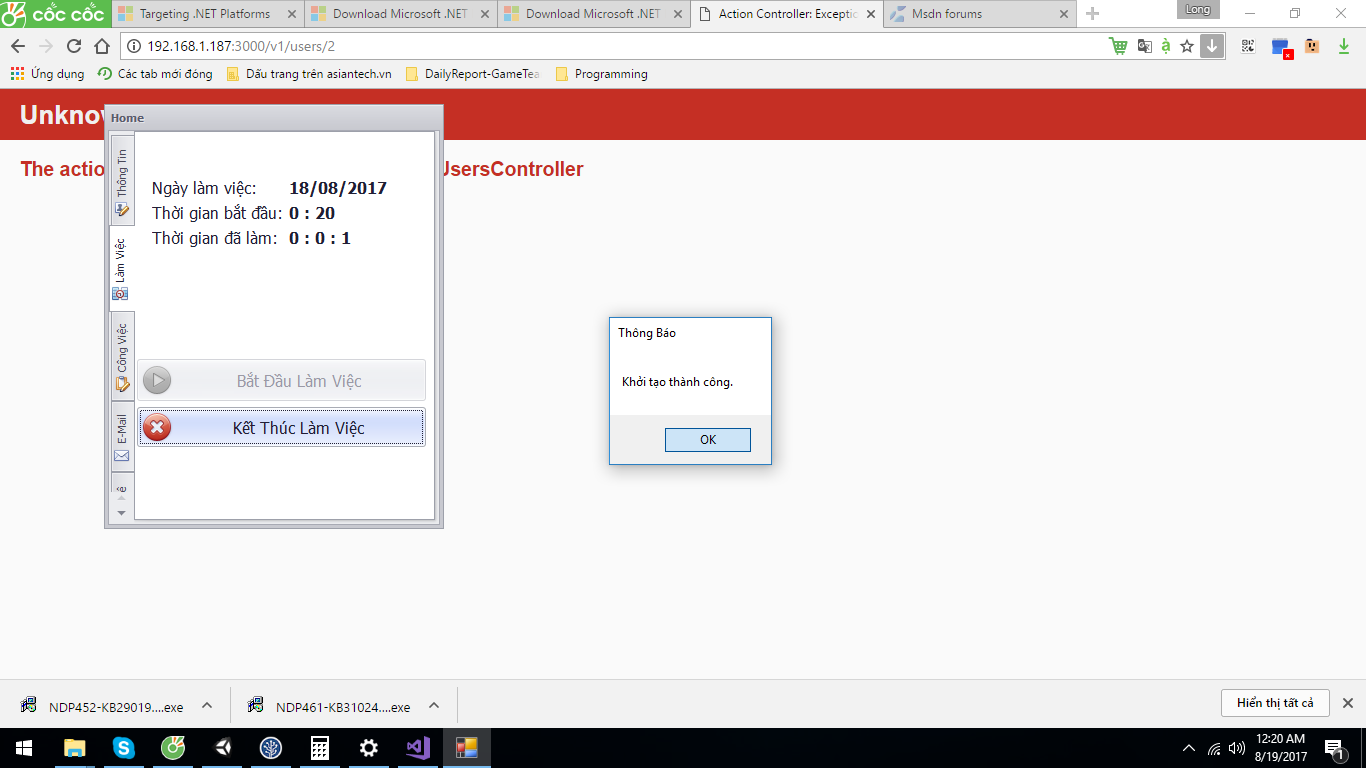 cốc cốc
Targeting .NET Platforms
Download Microsoft .NET
Download Microsoft .NET
Action Controller: Exceptio
Msdn forums
Long
192.168.1.187:3000/v1/users/2
Ứng dụng
Các tab mới đóng
Dấu trang trên asiantech.vn
DailyReport-GameTea
Programming
Unknow
The actio
UsersController
Home
Thông Tin
Làm Việc
Công Việc
E-Mail
Ngày làm việc: 18/08/2017
Thời gian bắt đầu: 0 : 20
Thời gian đã làm: 0 : 0 : 1
Bắt Đầu Làm Việc
Kết Thúc Làm Việc
Thông Báo
Khởi tạo thành công.
OK
NDP452-KB29019....exe
NDP461-KB31024....exe
Hiển thị tất cả
12:20 AM
8/19/2017
1